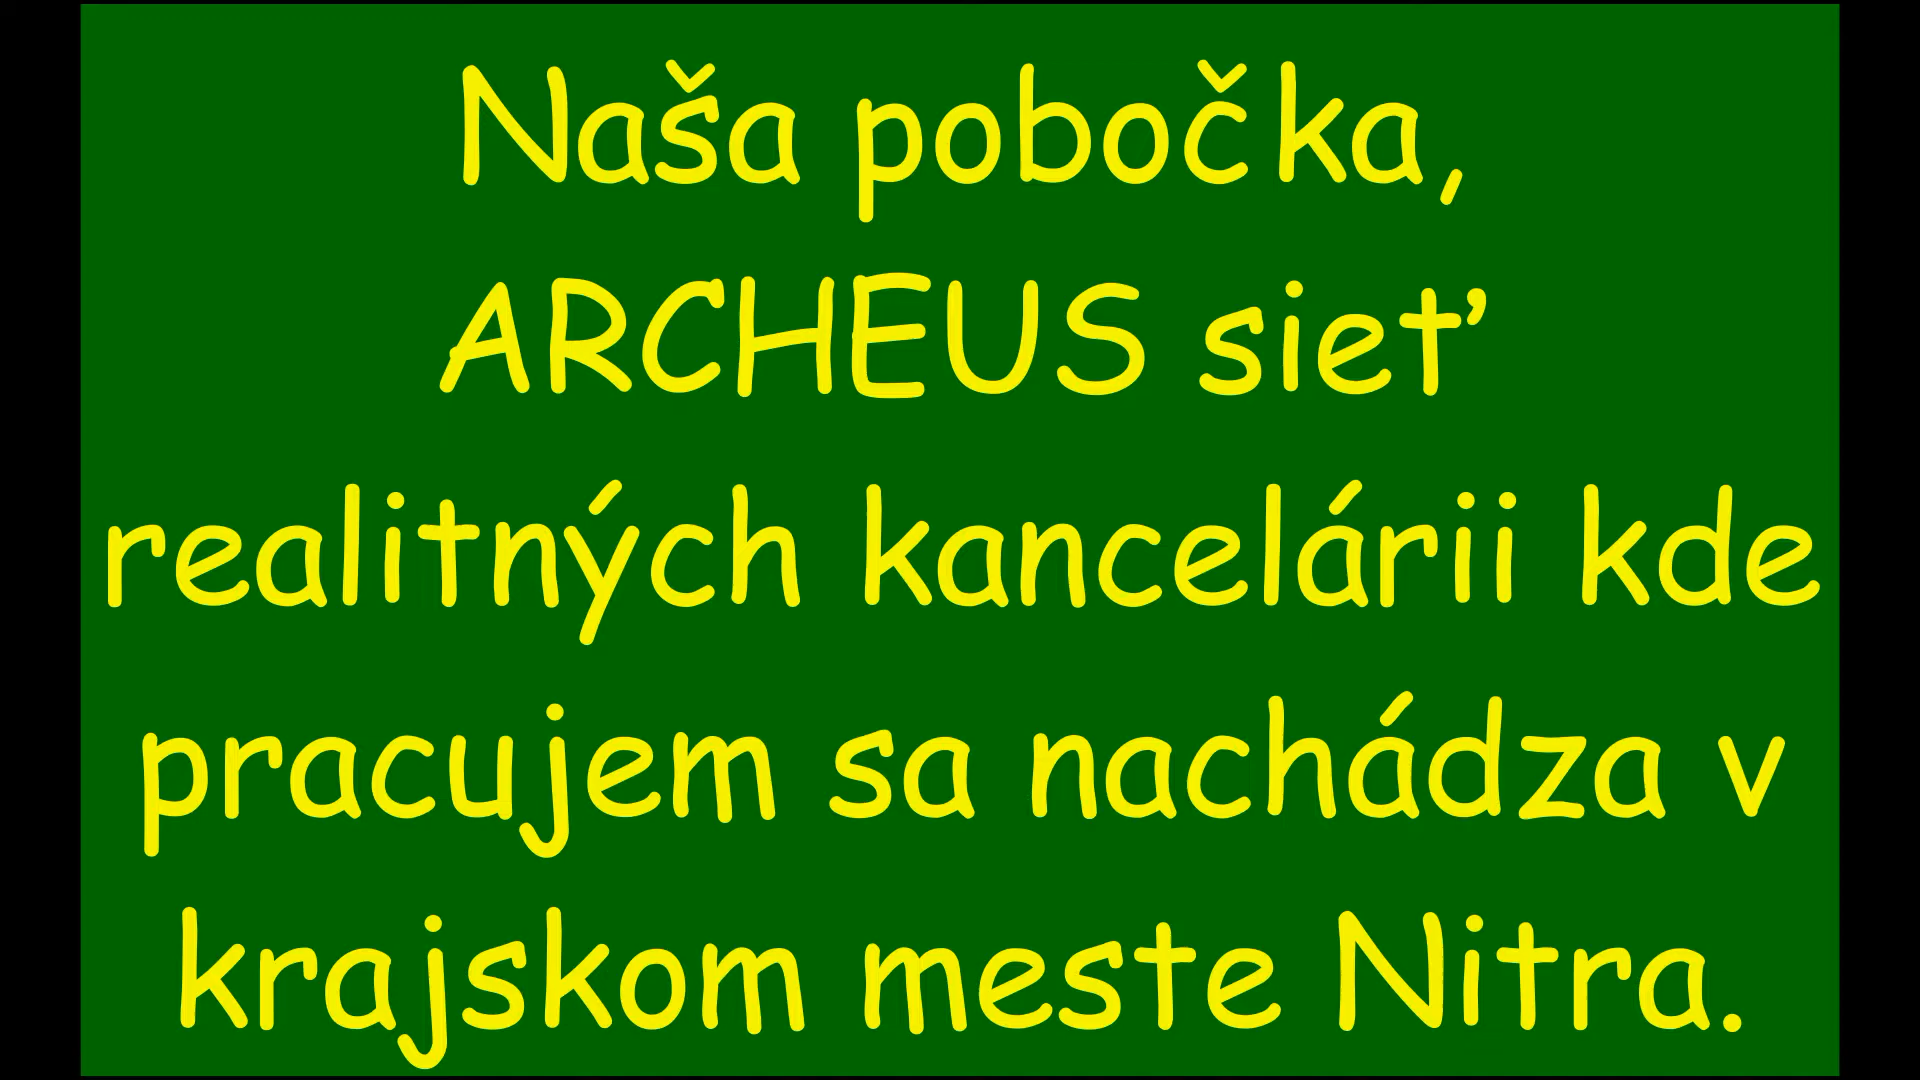 Naša pobočka,
ARCHEUS sieť
realitných kancelárii kde
pracujem sa nachádza v
krajskom meste Nitra.